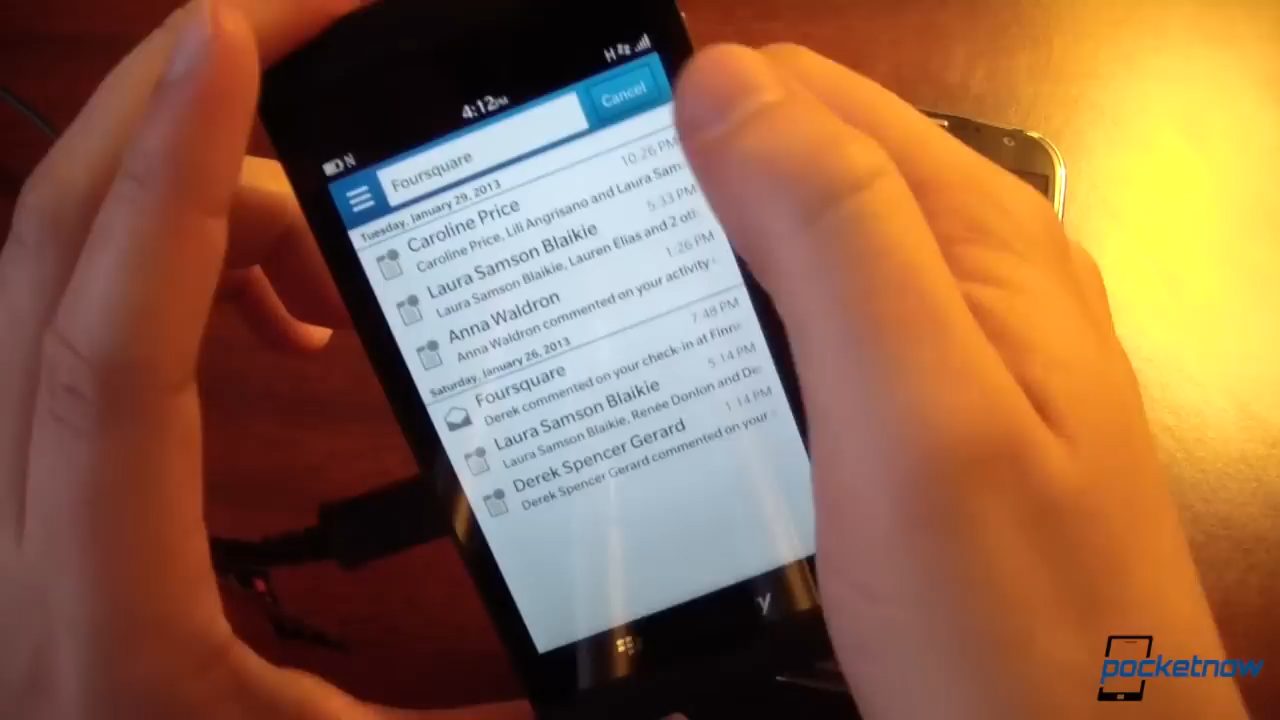 H
4:12PM
N
Foursquare
Cancel
Tuesday, January 29, 2013
Caroline Price
10:26 PM
Caroline Price, Lili Angrisano and Laura Sam
Laura Samson Blaikie
5:33 PM
Laura Samson Blaikie, Lauren Elias and 2 oth
Anna Waldron
1:26 PM
Anna Waldron commented on your activity
Saturday, January 26, 2013
Foursquare
7:48 PM
Derek commented on your check-in at Finn
Laura Samson Blaikie
5:14 PM
Laura Samson Blaikie, Renée Donlon and De
Derek Spencer Gerard
1:14 PM
Derek Spencer Gerard commented on your
y
pocketnow